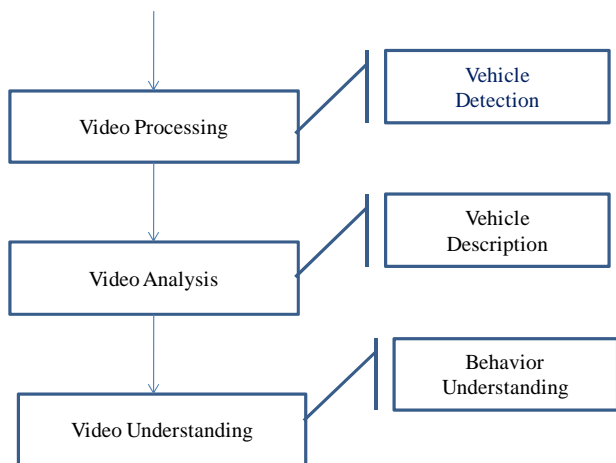 Vehicle
Detection
Video Processing
Vehicle
Description
Video Analysis
Behavior
Understanding
Video Understanding